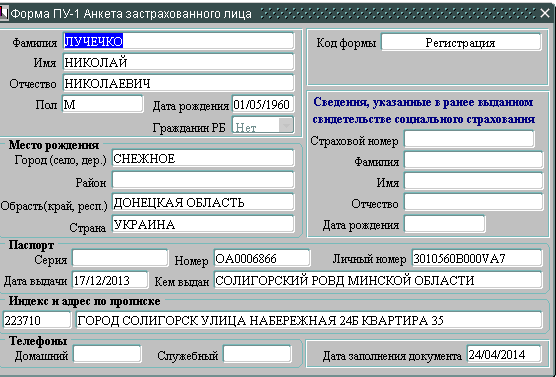 Форма ПУ-1 Анкета застрахованного лица
Фамилия ЛУЧЕЧКО
Имя НИКОЛАЙ
Отчество НИКОЛАЕВИЧ
Пол М Дата рождения 01/05/1960
Гражданин РБ Нет
Код формы Регистрация
Место рождения
Город (село, дер.) СНЕЖНОЕ
Район
Обрасть(край, респ.) ДОНЕЦКАЯ ОБЛАСТЬ
Страна УКРАИНА
Сведения, указанные в ранее выданном
свидетельстве социального страхования
Страховой номер
Фамилия
Имя
Отчество
Дата рождения
Паспорт
Серия Номер OA0006866 Личный номер 3010560B000VA7
Дата выдачи 17/12/2013 Кем выдан СОЛИГОРСКИЙ РОВД МИНСКОЙ ОБЛАСТИ
Индекс и адрес по прописке
223710 ГОРОД СОЛИГОРСК УЛИЦА НАБЕРЕЖНАЯ 24Б КВАРТИРА 35
Телефоны
Домашний Служебный Дата заполнения документа 24/04/2014